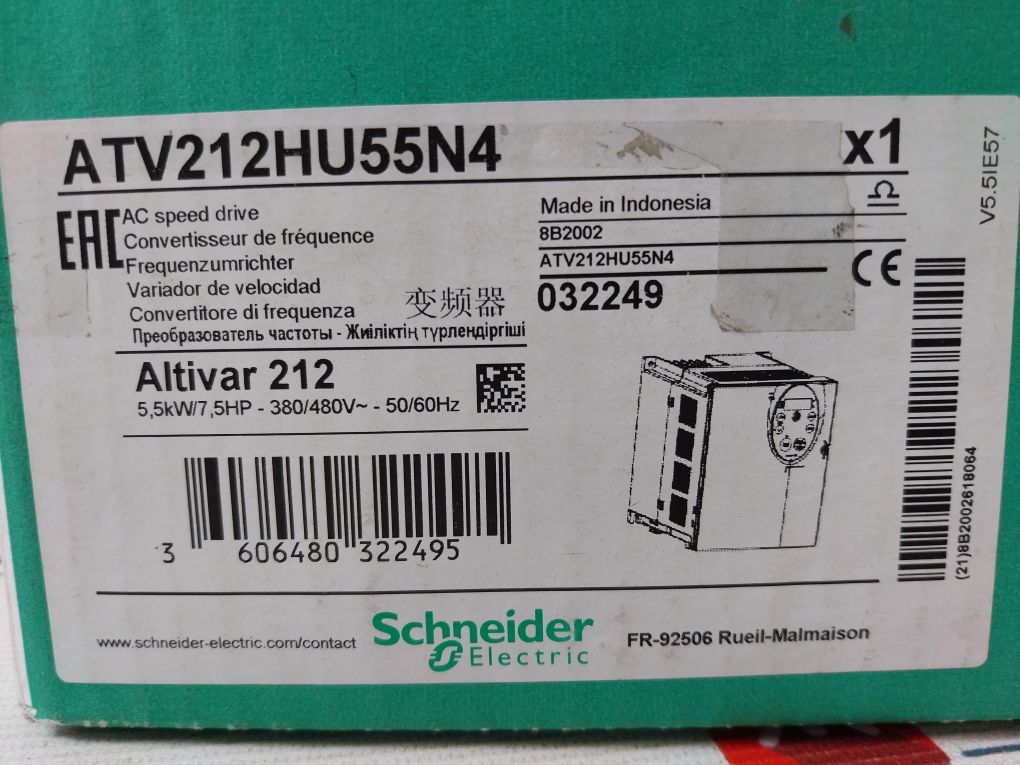 ATV212HU55N4 x1
EAC AC speed drive
Convertisseur de fréquence
Frequenzumrichter
Variador de velocidad
Convertitore di frequenza 变频器
Преобразователь частоты - Жиіліктің түрлендіргіші
Made in Indonesia
8B2002
ATV212HU55N4
032249
CE
V5.5IE57
Altivar 212
5,5kW/7,5HP - 380/480V~ - 50/60Hz
3 606480 322495
(21)8B2002618064
www.schneider-electric.com/contact
Schneider
Electric
FR-92506 Rueil-Malmaison